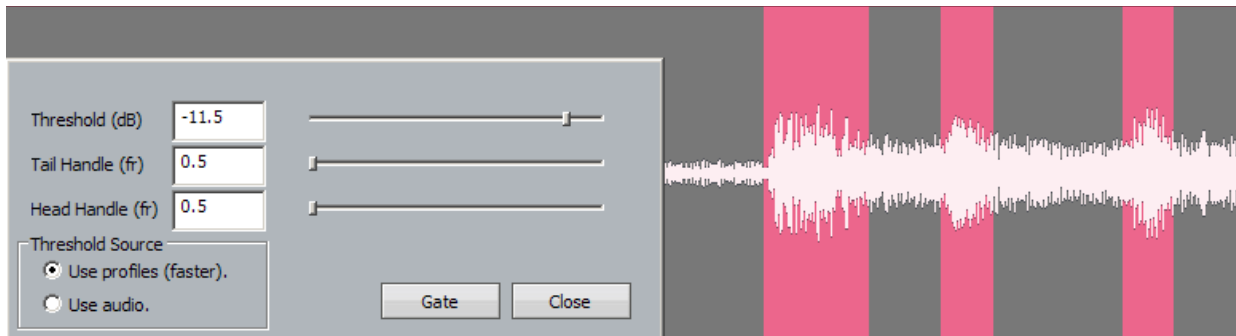 Threshold (dB) -11.5
Tail Handle (fr) 0.5
Head Handle (fr) 0.5
Threshold Source
Use profiles (faster).
Use audio.
Gate Close